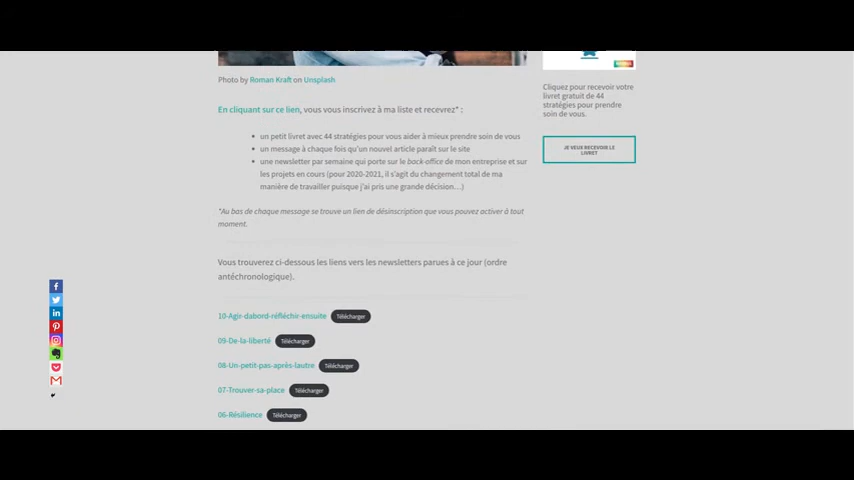 Photo by Roman Kraft on Unsplash
En cliquant sur ce lien, vous vous inscrivez à ma liste et recevrez* :
un petit livret avec 44 stratégies pour vous aider à mieux prendre soin de vous
un message à chaque fois qu'un nouvel article paraît sur le site
une newsletter par semaine qui porte sur le back-office de mon entreprise et sur
les projets en cours (pour 2020-2021, il s'agit du changement total de ma
manière de travailler puisque j'ai pris une grande décision…)
*Au bas de chaque message se trouve un lien de désinscription que vous pouvez activer à tout
moment.
Vous trouverez ci-dessous les liens vers les newsletters parues à ce jour (ordre
antéchronologique).
10-Agir-dabord-réfléchir-ensuite Télécharger
09-De-la-liberté Télécharger
08-Un-petit-pas-après-lautre Télécharger
07-Trouver-sa-place Télécharger
06-Résilience Télécharger
Cliquez pour recevoir votre
livret gratuit de 44
stratégies pour prendre
soin de vous.
JE VEUX RECEVOIR LE
LIVRET